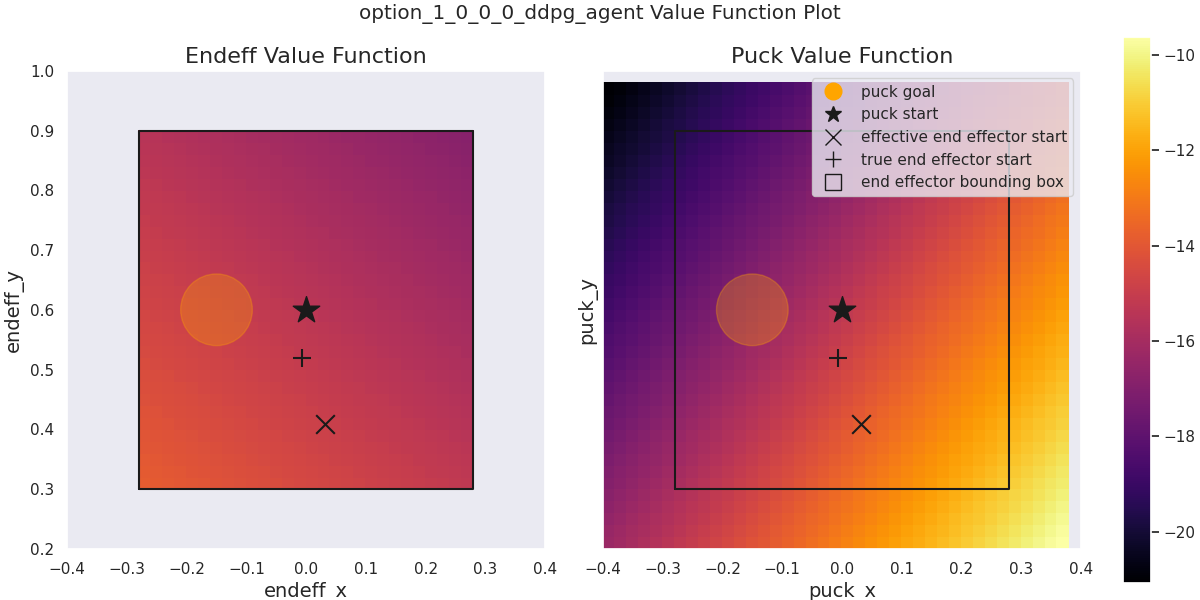 option_1_0_0_0_ddpg_agent Value Function Plot
Endeff Value Function
1.0
0.9
0.8
0.7
0.6
0.5
0.4
0.3
0.2
endeff_y
−0.4 −0.3 −0.2 −0.1 0.0 0.1 0.2 0.3 0.4
endeff_x
Puck Value Function
puck goal
puck start
effective end effector start
true end effector start
end effector bounding box
puck_y
−0.4 −0.3 −0.2 −0.1 0.0 0.1 0.2 0.3 0.4
puck_x
−10
−12
−14
−16
−18
−20